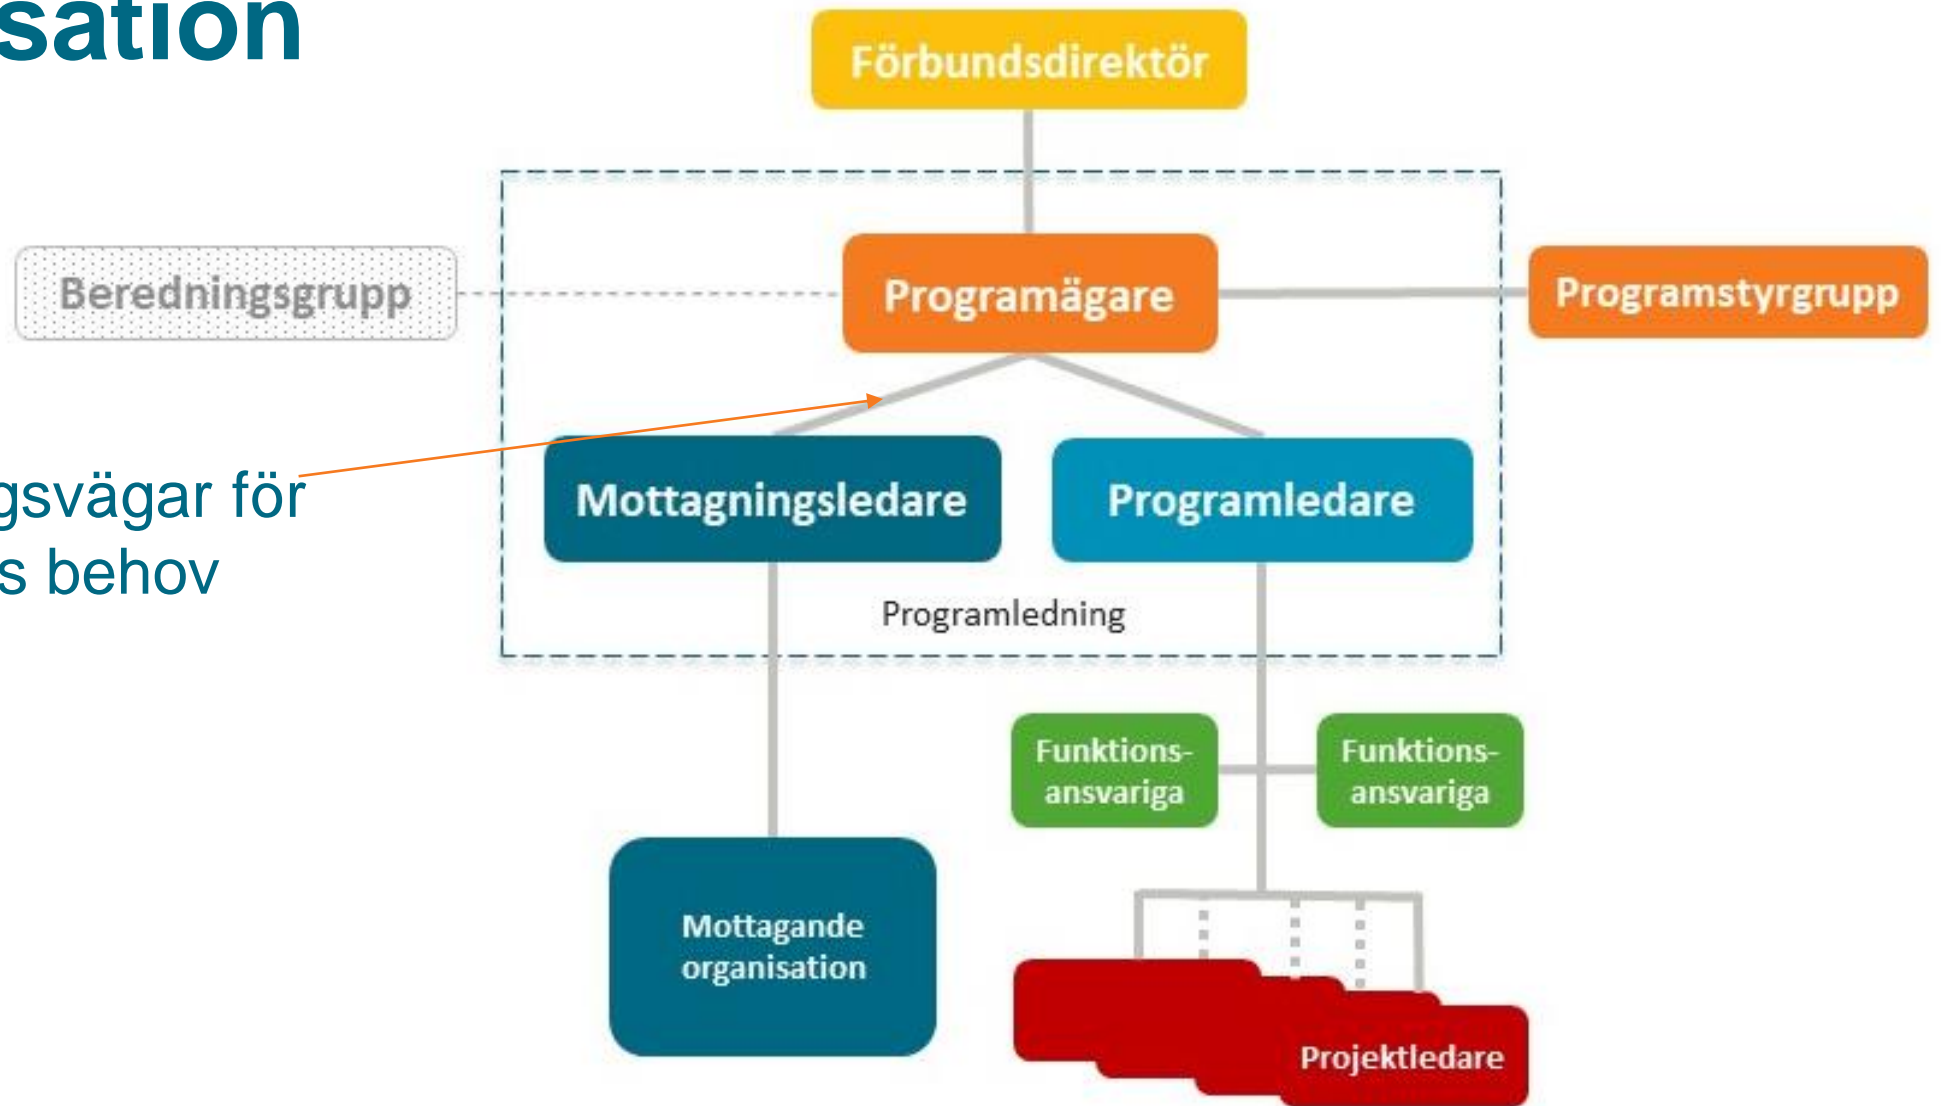 sation
Förbundsdirektör
Beredningsgrupp
Programägare
Programstyrgrupp
gsvägar för
s behov
Mottagningsledare
Programledare
Programledning
Funktions-
ansvariga
Funktions-
ansvariga
Mottagande
organisation
Projektledare